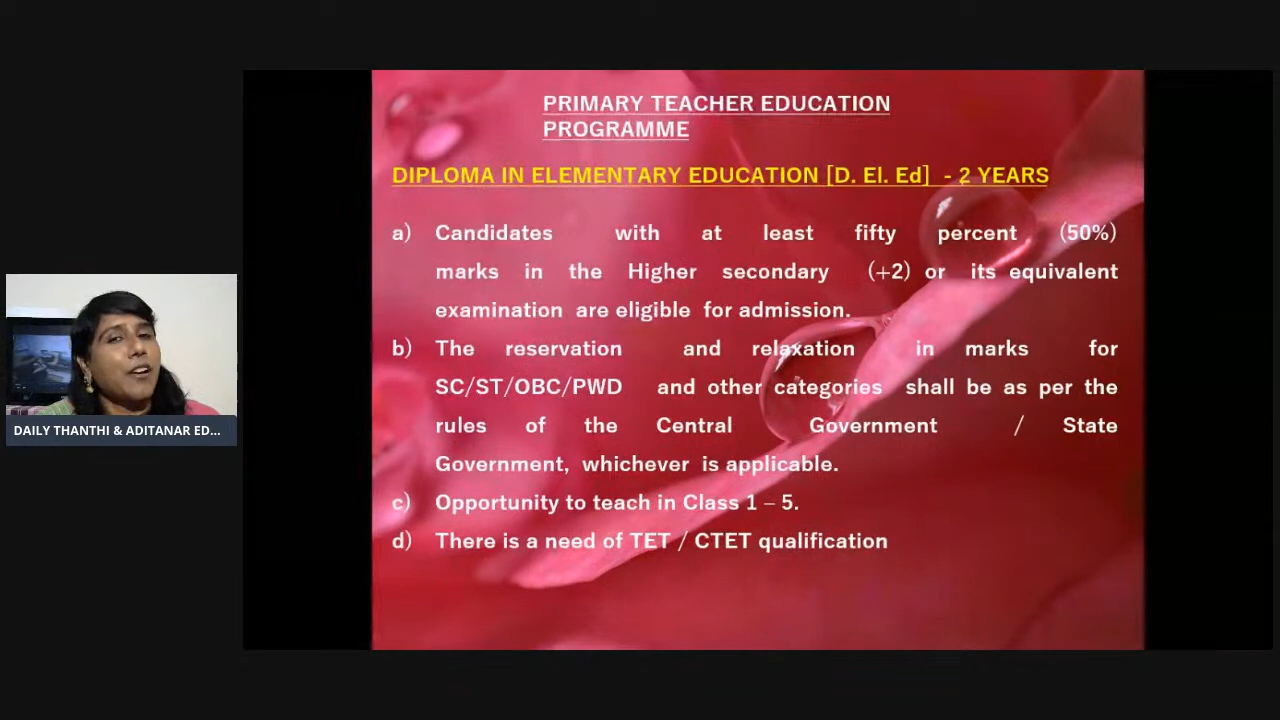 PRIMARY TEACHER EDUCATION
PROGRAMME
DIPLOMA IN ELEMENTARY EDUCATION [D. El. Ed] - 2 YEARS
a) Candidates with at least fifty percent (50%)
marks in the Higher secondary (+2) or its equivalent
examination are eligible for admission.
b) The reservation and relaxation in marks for
SC/ST/OBC/PWD and other categories shall be as per the
rules of the Central Government / State
Government, whichever is applicable.
c) Opportunity to teach in Class 1 – 5.
d) There is a need of TET / CTET qualification
DAILY THANTHI & ADITANAR ED...